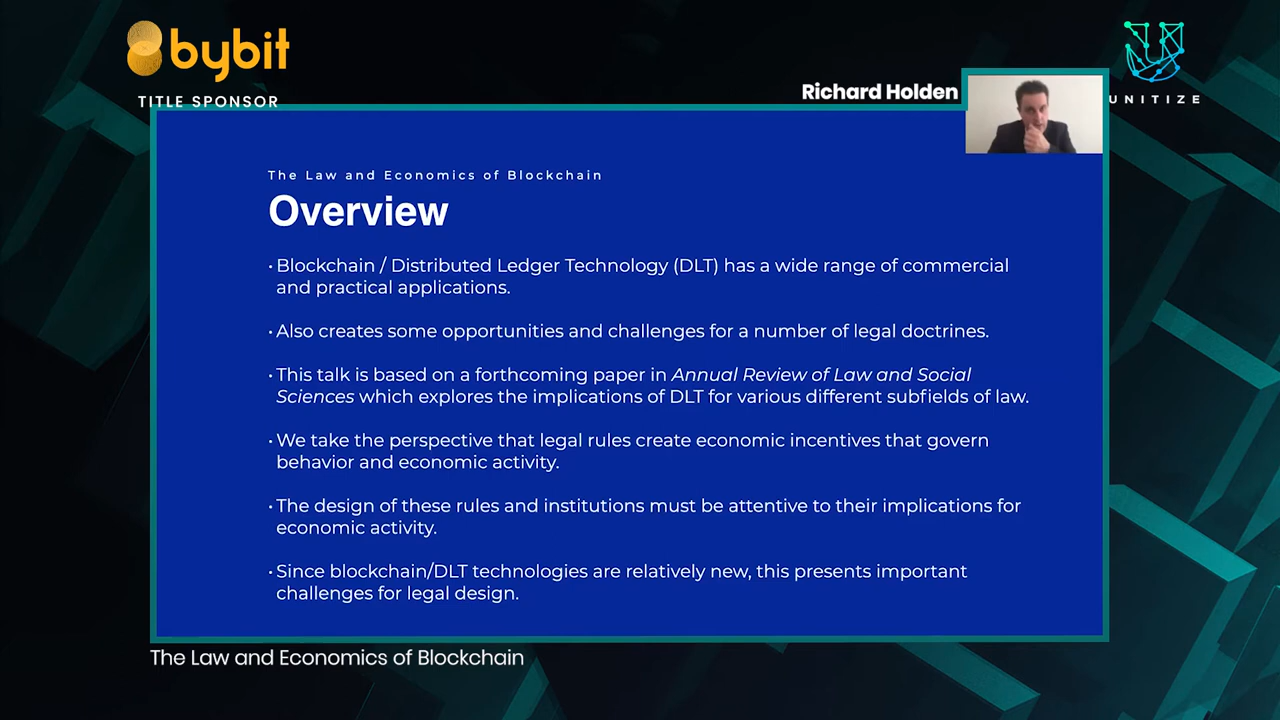 bybit
TITLE SPONSOR
Richard Holden
UNITIZE
The Law and Economics of Blockchain
Overview
· Blockchain / Distributed Ledger Technology (DLT) has a wide range of commercial
and practical applications.
· Also creates some opportunities and challenges for a number of legal doctrines.
· This talk is based on a forthcoming paper in Annual Review of Law and Social
Sciences which explores the implications of DLT for various different subfields of law.
· We take the perspective that legal rules create economic incentives that govern
behavior and economic activity.
· The design of these rules and institutions must be attentive to their implications for
economic activity.
· Since blockchain/DLT technologies are relatively new, this presents important
challenges for legal design.
The Law and Economics of Blockchain